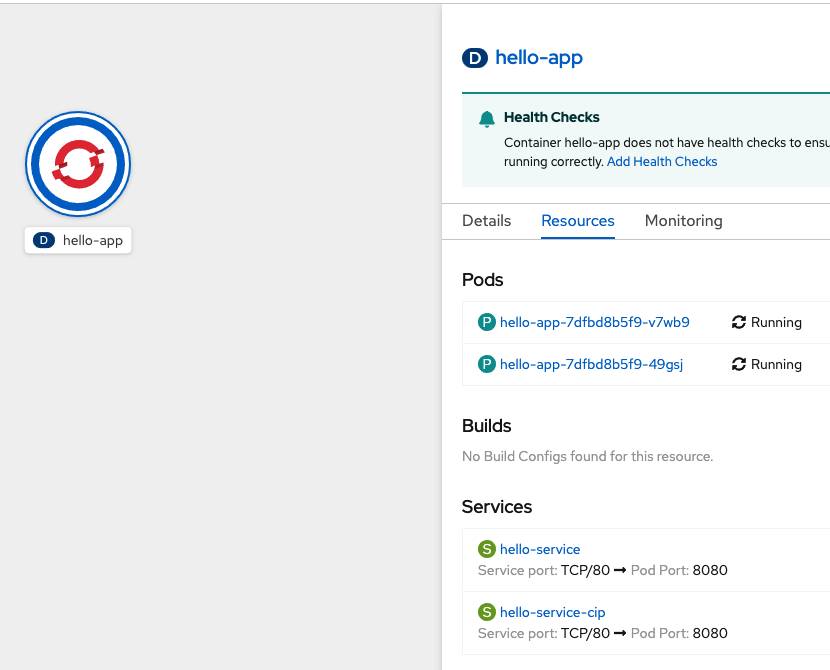 D hello-app
D hello-app
Health Checks
Container hello-app does not have health checks to ensu
running correctly. Add Health Checks
Details Resources Monitoring
Pods
P hello-app-7dfbd8b5f9-v7wb9 Running
P hello-app-7dfbd8b5f9-49gsj Running
Builds
No Build Configs found for this resource.
Services
S hello-service
Service port: TCP/80 → Pod Port: 8080
S hello-service-cip
Service port: TCP/80 → Pod Port: 8080